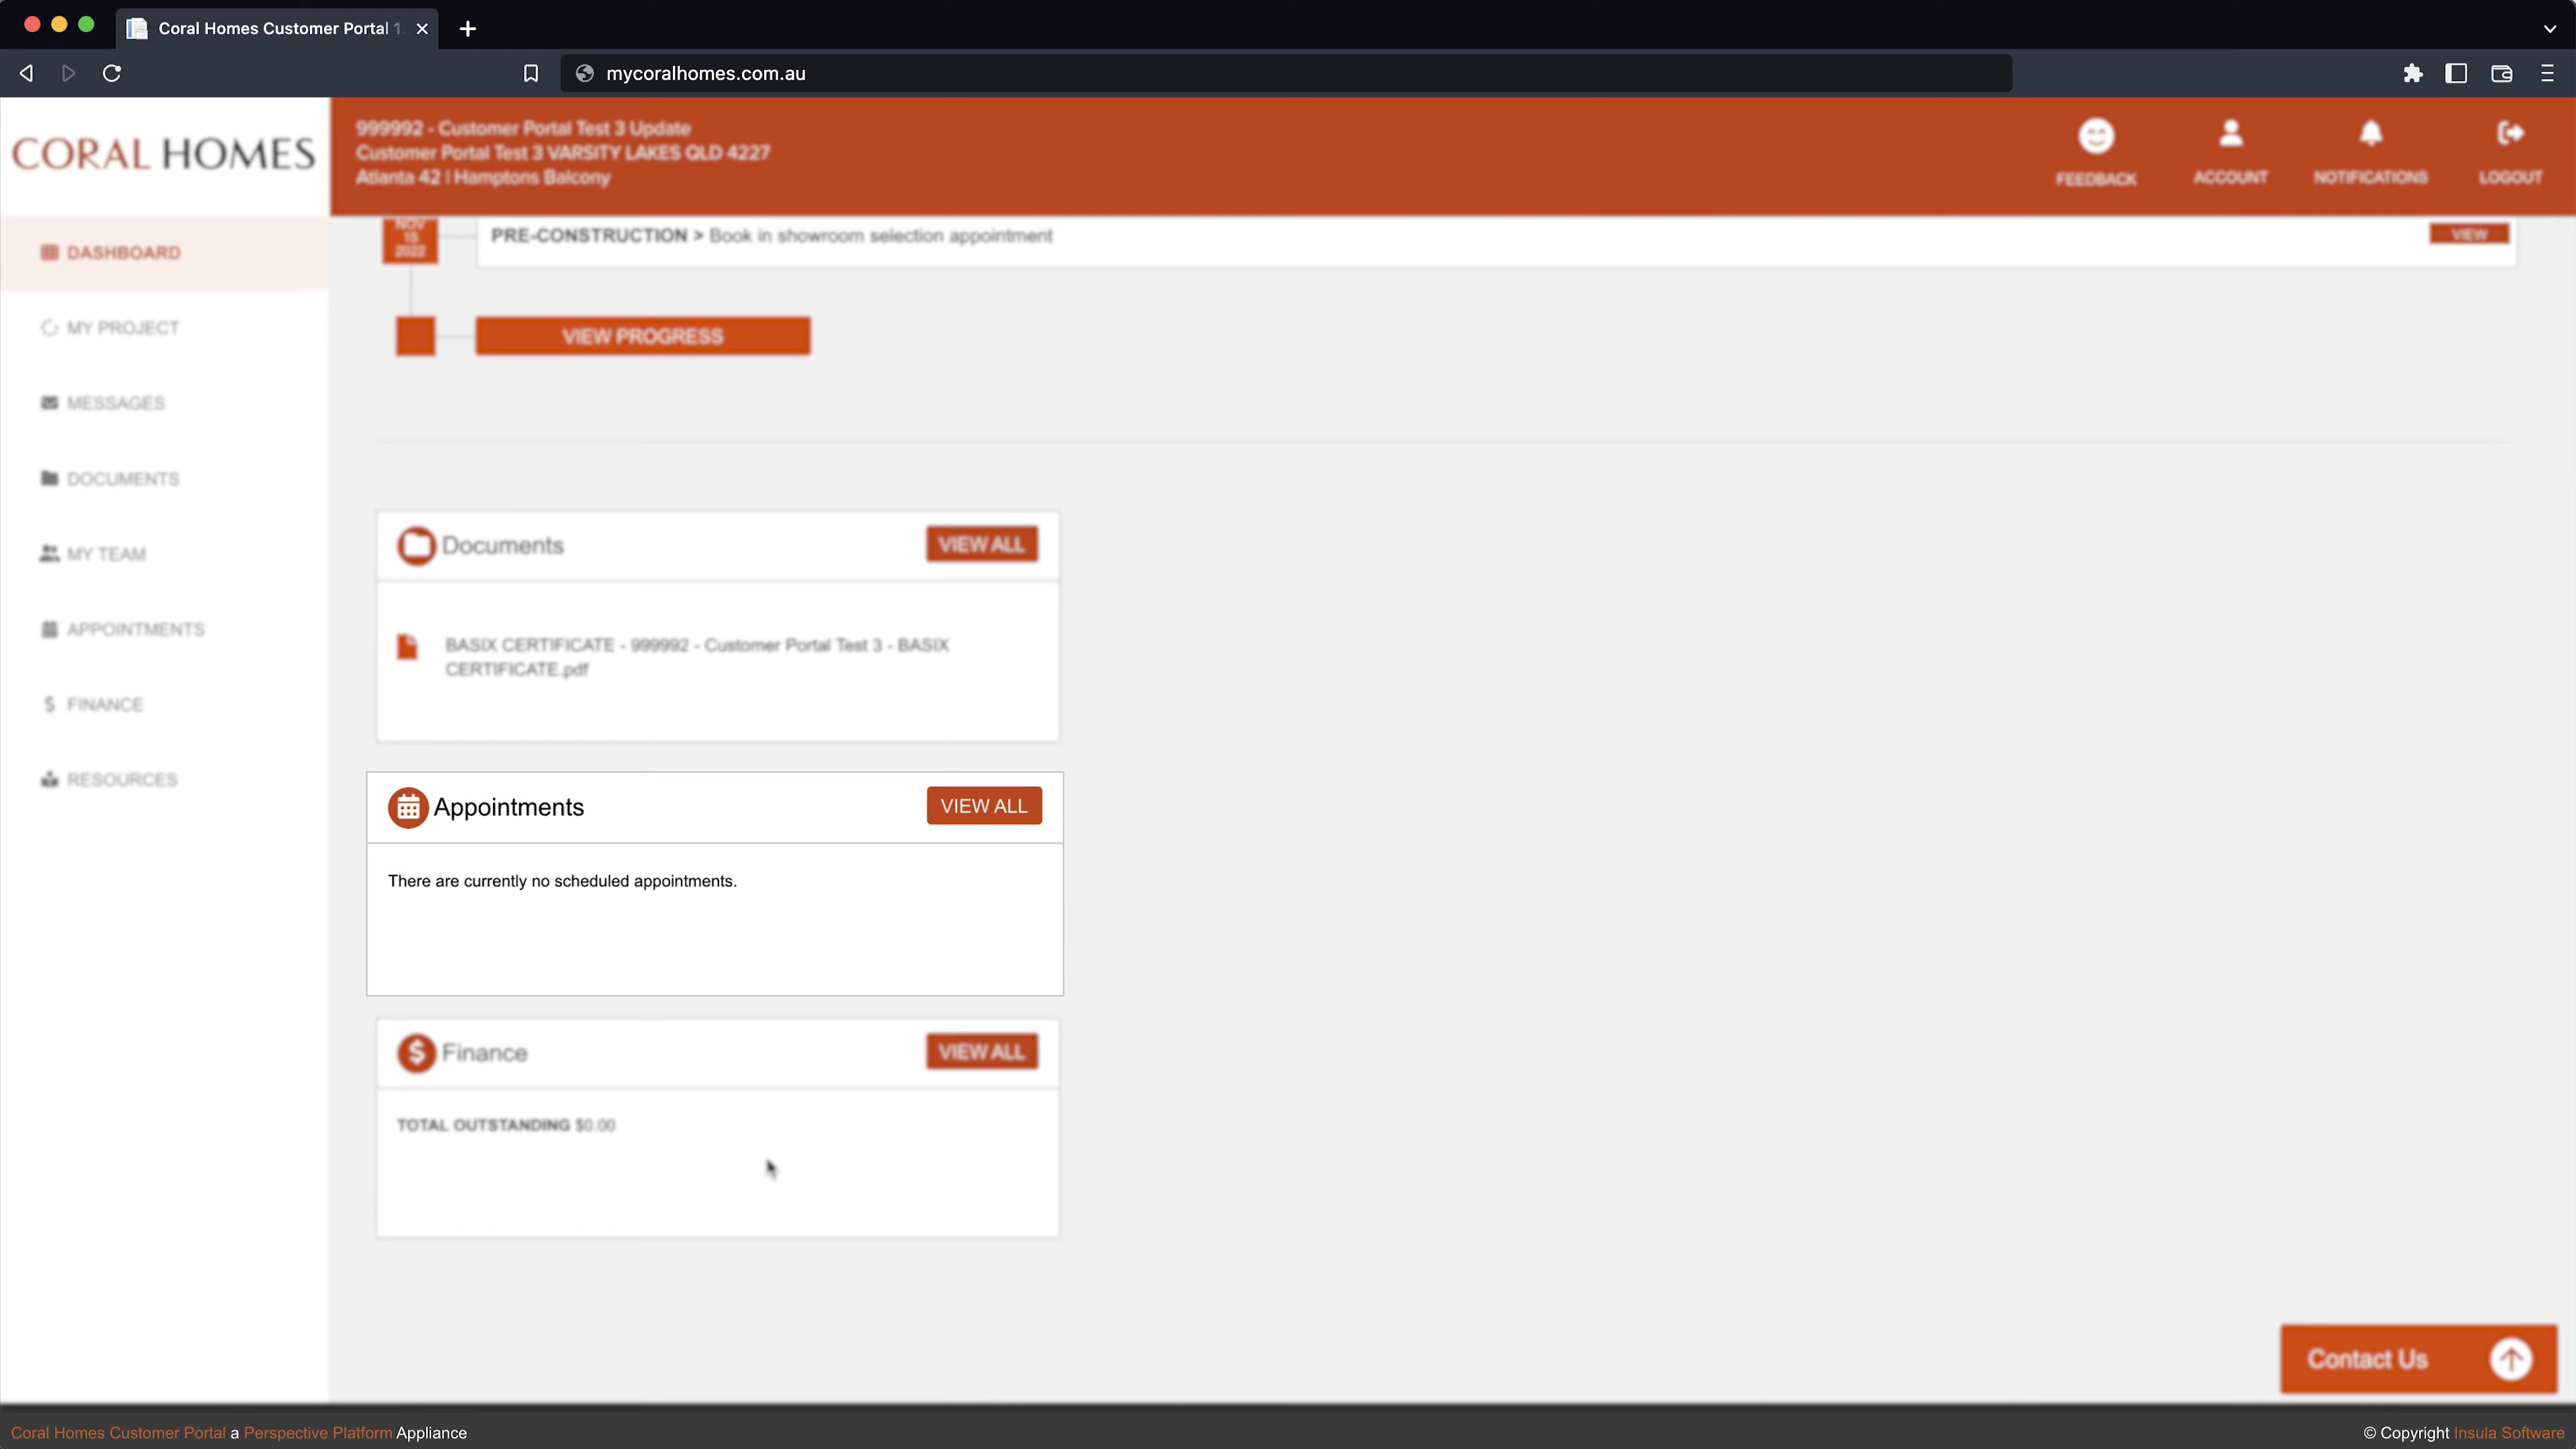 Coral Homes Customer Portal 1
mycoralhomes.com.au
CORAL HOMES
999992 - Customer Portal Test 3 Update
Customer Portal Test 3 VARSITY LAKES QLD 4227
Atlanta 42 | Hamptons Balcony
FEEDBACK
ACCOUNT
NOTIFICATIONS
LOGOUT
DASHBOARD
MY PROJECT
MESSAGES
DOCUMENTS
MY TEAM
APPOINTMENTS
FINANCE
RESOURCES
NOV
15
2022
PRE-CONSTRUCTION > Book in showroom selection appointment
VIEW
VIEW PROGRESS
Documents
VIEW ALL
BASIX CERTIFICATE - 999992 - Customer Portal Test 3 - BASIX
CERTIFICATE.pdf
Appointments
VIEW ALL
There are currently no scheduled appointments.
$ Finance
VIEW ALL
TOTAL OUTSTANDING $0.00
Contact Us
Coral Homes Customer Portal a Perspective Platform Appliance
© Copyright Insula Software